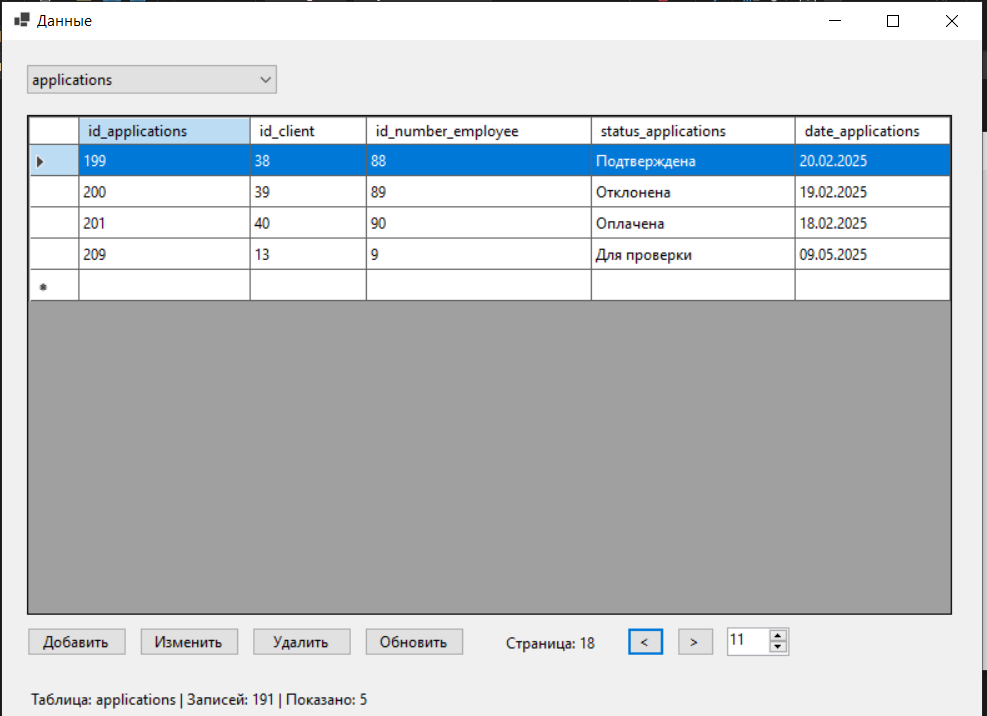 Данные
applications
id_applications id_client id_number_employee status_applications date_applications
199 38 88 Подтверждена 20.02.2025
200 39 89 Отклонена 19.02.2025
201 40 90 Оплачена 18.02.2025
209 13 9 Для проверки 09.05.2025
Добавить Изменить Удалить Обновить Страница: 18 < > 11
Таблица: applications | Записей: 191 | Показано: 5